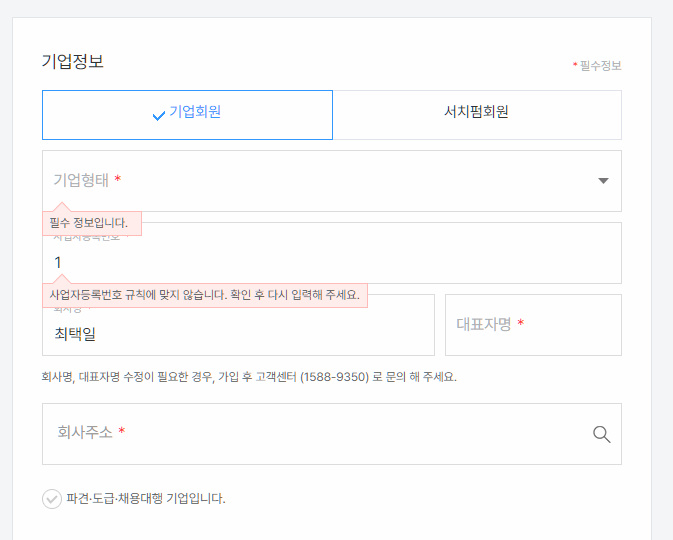 기업정보
* 필수정보
기업회원
서치펌회원
기업형태 *
필수 정보입니다.
사업자등록번호
1
사업자등록번호 규칙에 맞지 않습니다. 확인 후 다시 입력해 주세요.
회사명
최택일
대표자명 *
회사명, 대표자명 수정이 필요한 경우, 가입 후 고객센터 (1588-9350) 로 문의 해 주세요.
회사주소 *
파견·도급·채용대행 기업입니다.